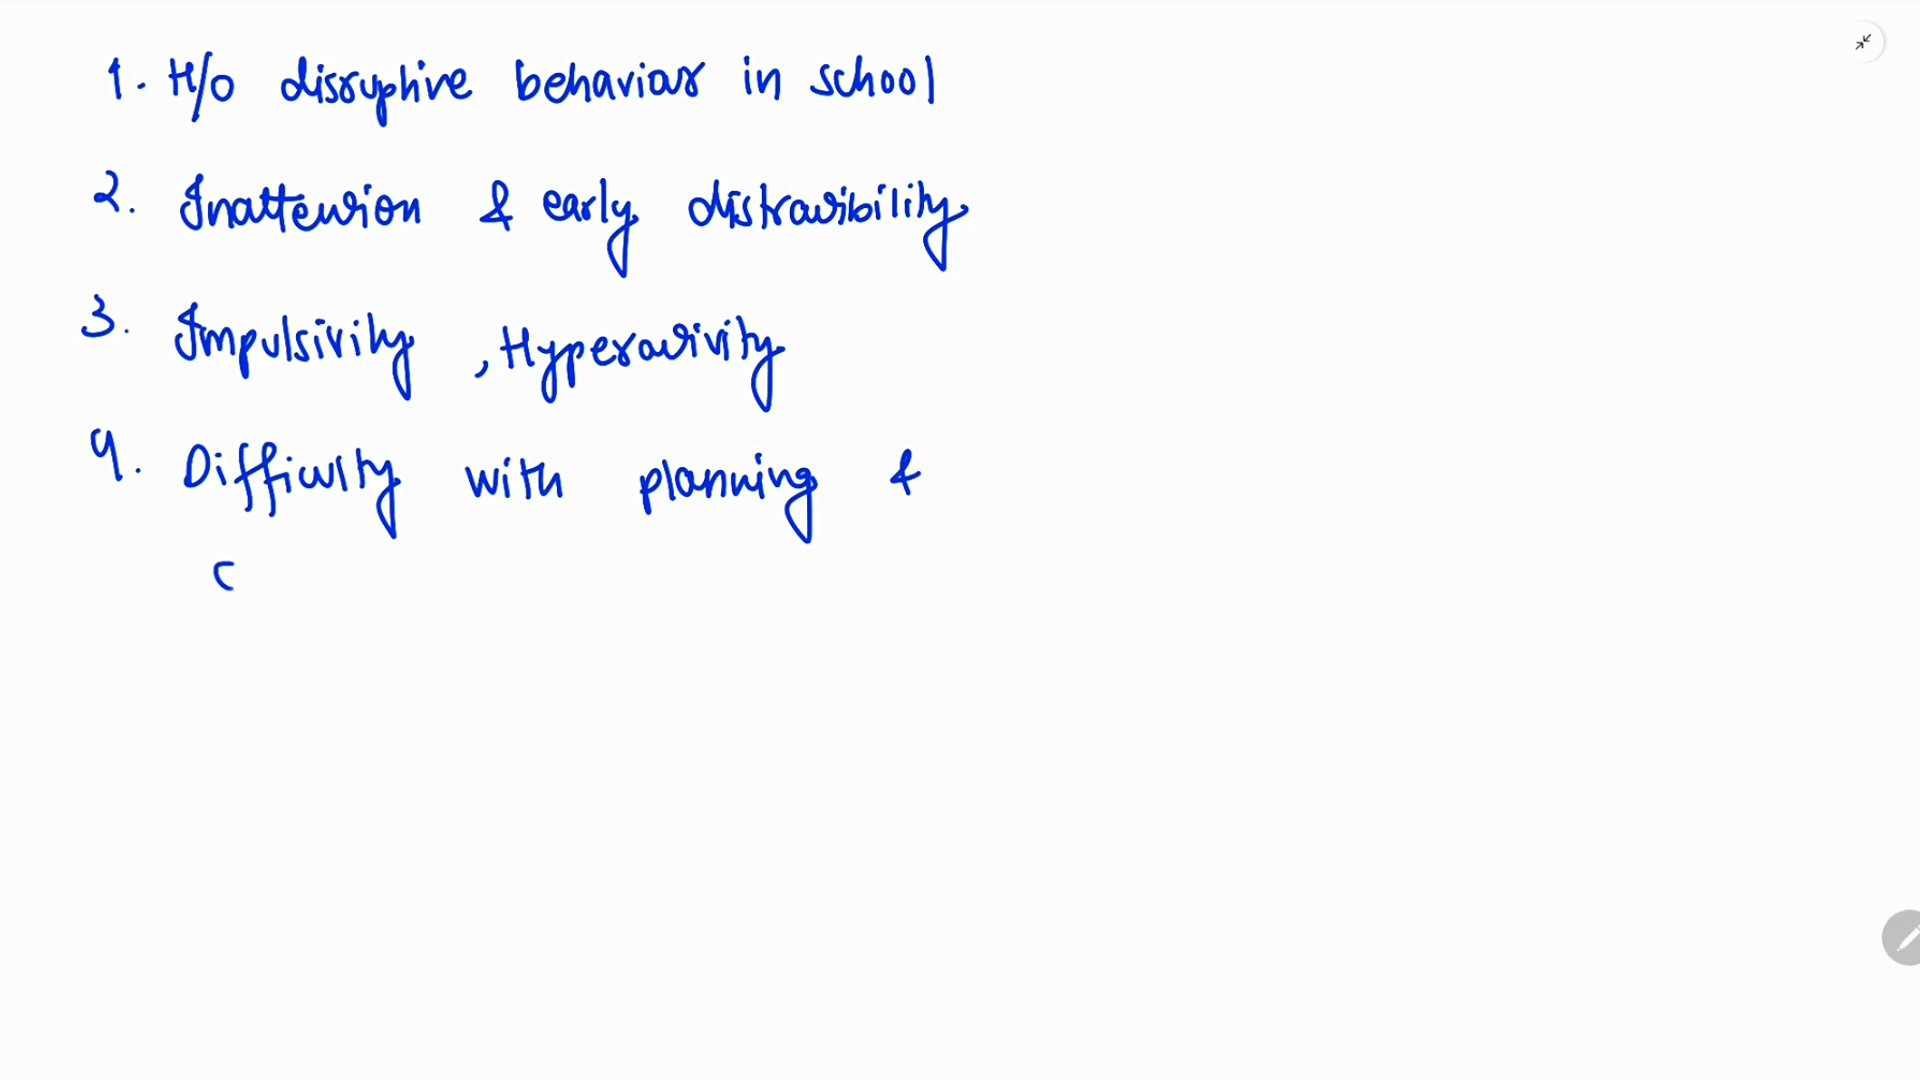 1. H/o disruptive behavior in school
2. Inattention & early distractibility
3. Impulsivity , Hyperactivity
4. Difficulty with planning &